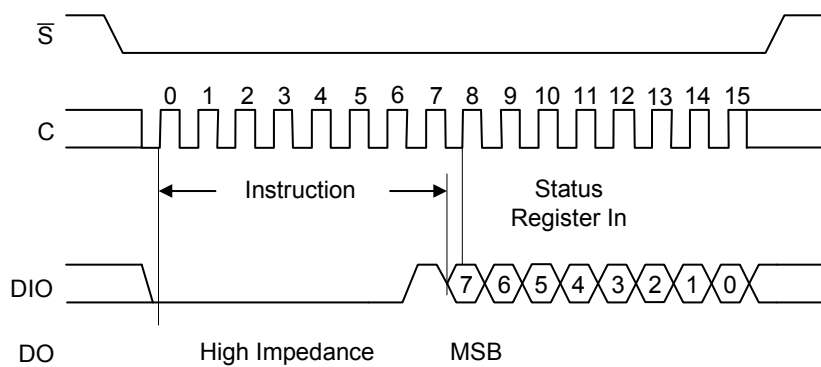 S
0 1 2 3 4 5 6 7 8 9 10 11 12 13 14 15
C
Instruction
Status
Register In
DIO
7 6 5 4 3 2 1 0
DO High Impedance MSB